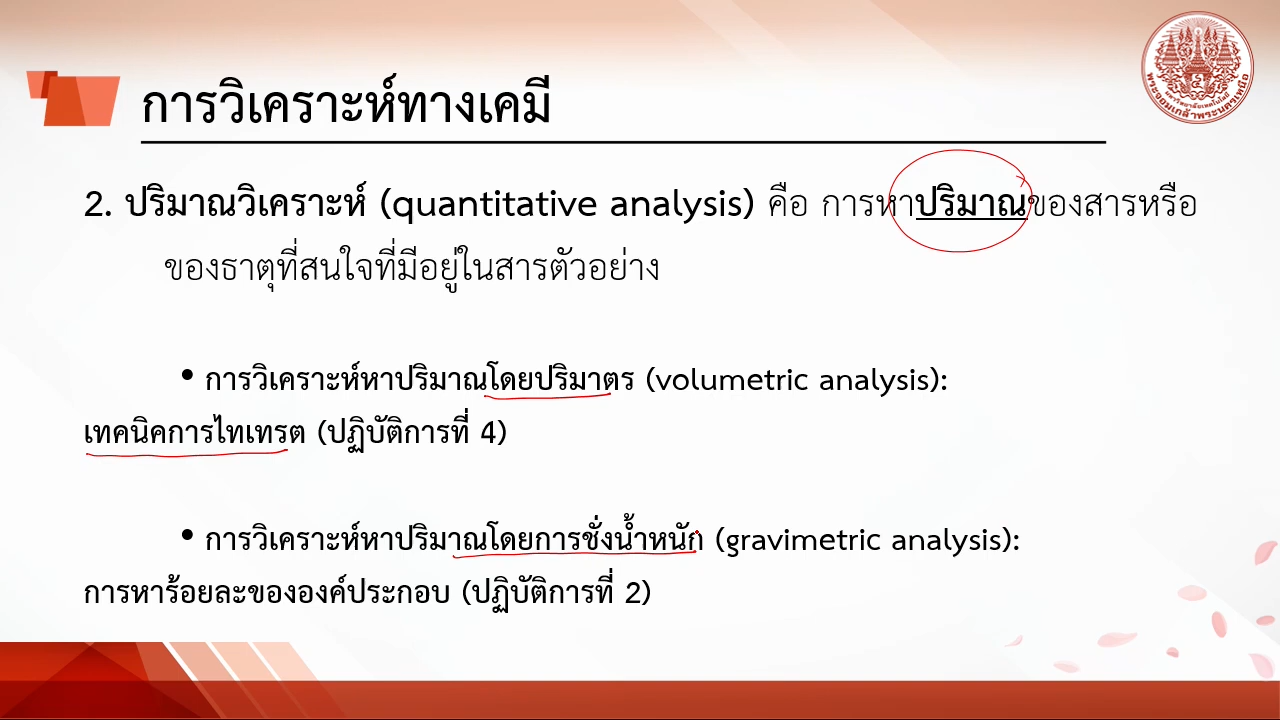 การวิเคราะห์ทางเคมี
2. ปริมาณวิเคราะห์ (quantitative analysis) คือ การหาปริมาณของสารหรือ
ของธาตุที่สนใจที่มีอยู่ในสารตัวอย่าง
• การวิเคราะห์หาปริมาณโดยปริมาตร (volumetric analysis):
เทคนิคการไทเทรต (ปฏิบัติการที่ 4)
• การวิเคราะห์หาปริมาณโดยการชั่งน้ำหนัก (gravimetric analysis):
การหาร้อยละขององค์ประกอบ (ปฏิบัติการที่ 2)